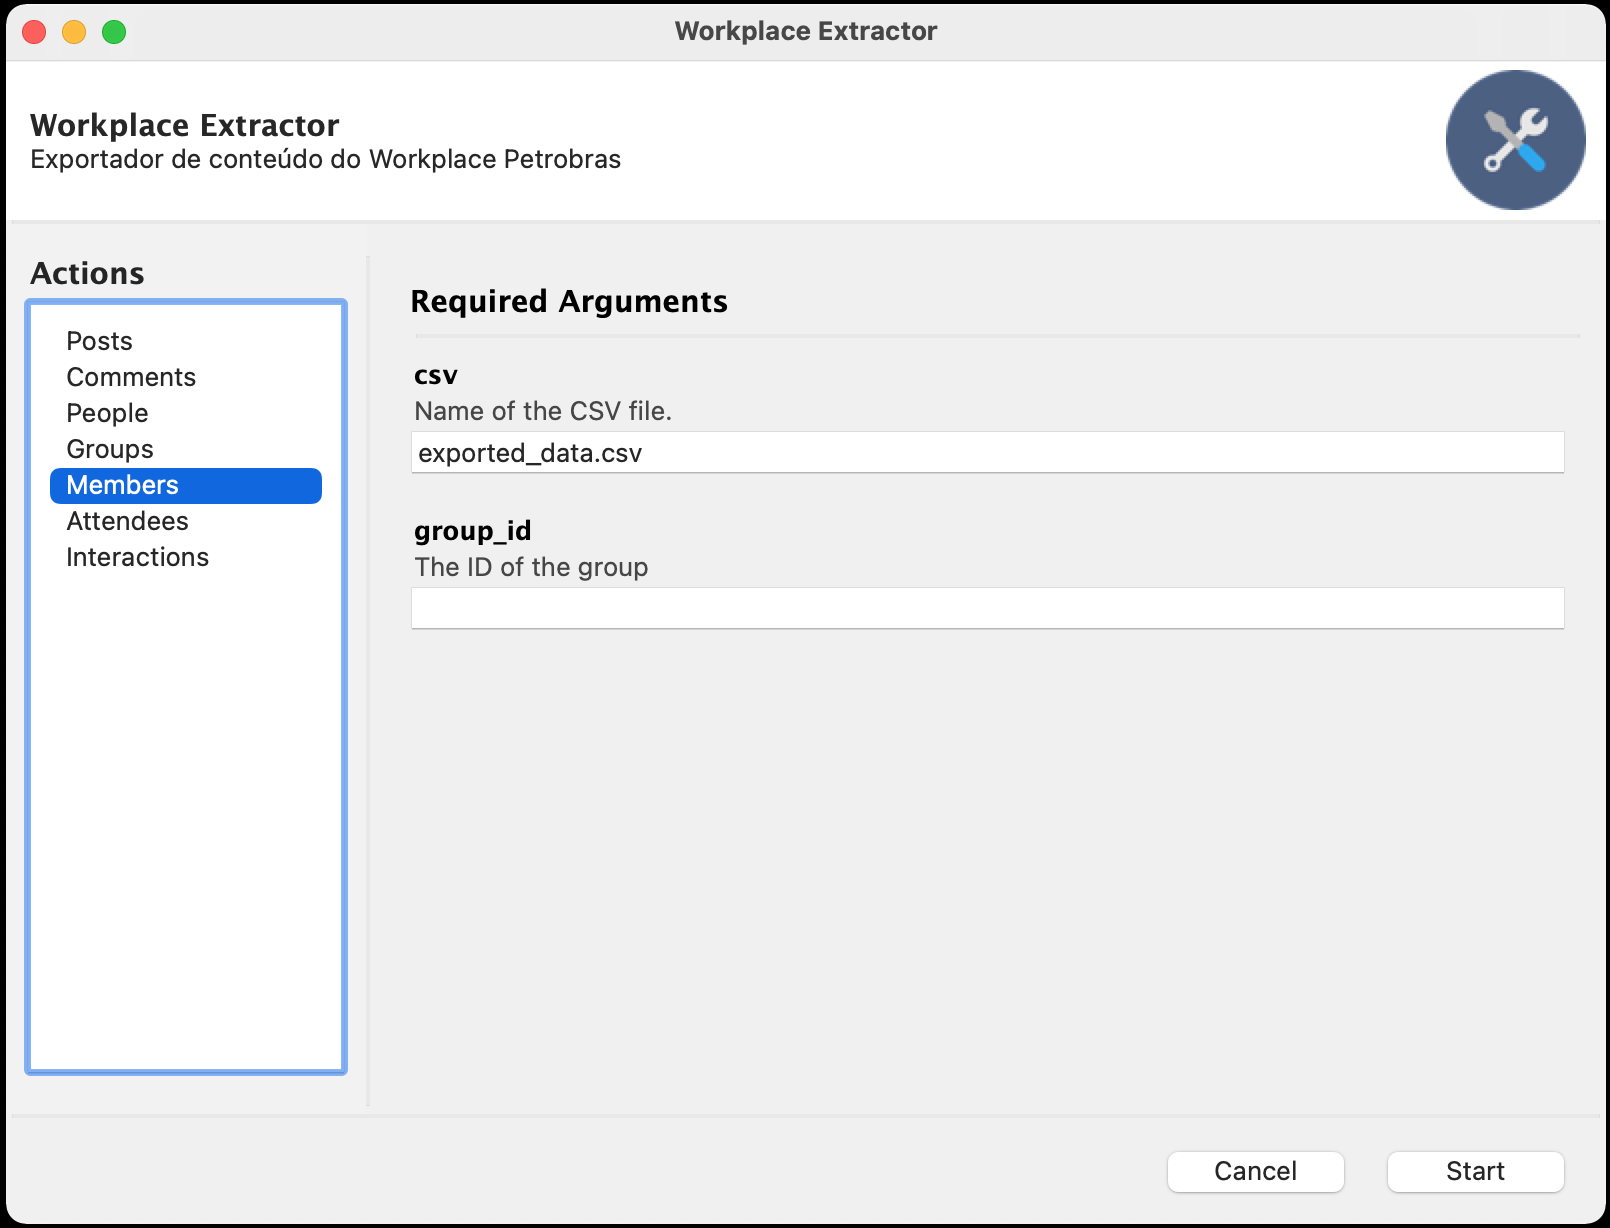 Workplace Extractor
Workplace Extractor
Exportador de conteúdo do Workplace Petrobras
Actions
Posts
Comments
People
Groups
Members
Attendees
Interactions
Required Arguments
csv
Name of the CSV file.
exported_data.csv
group_id
The ID of the group
Cancel
Start